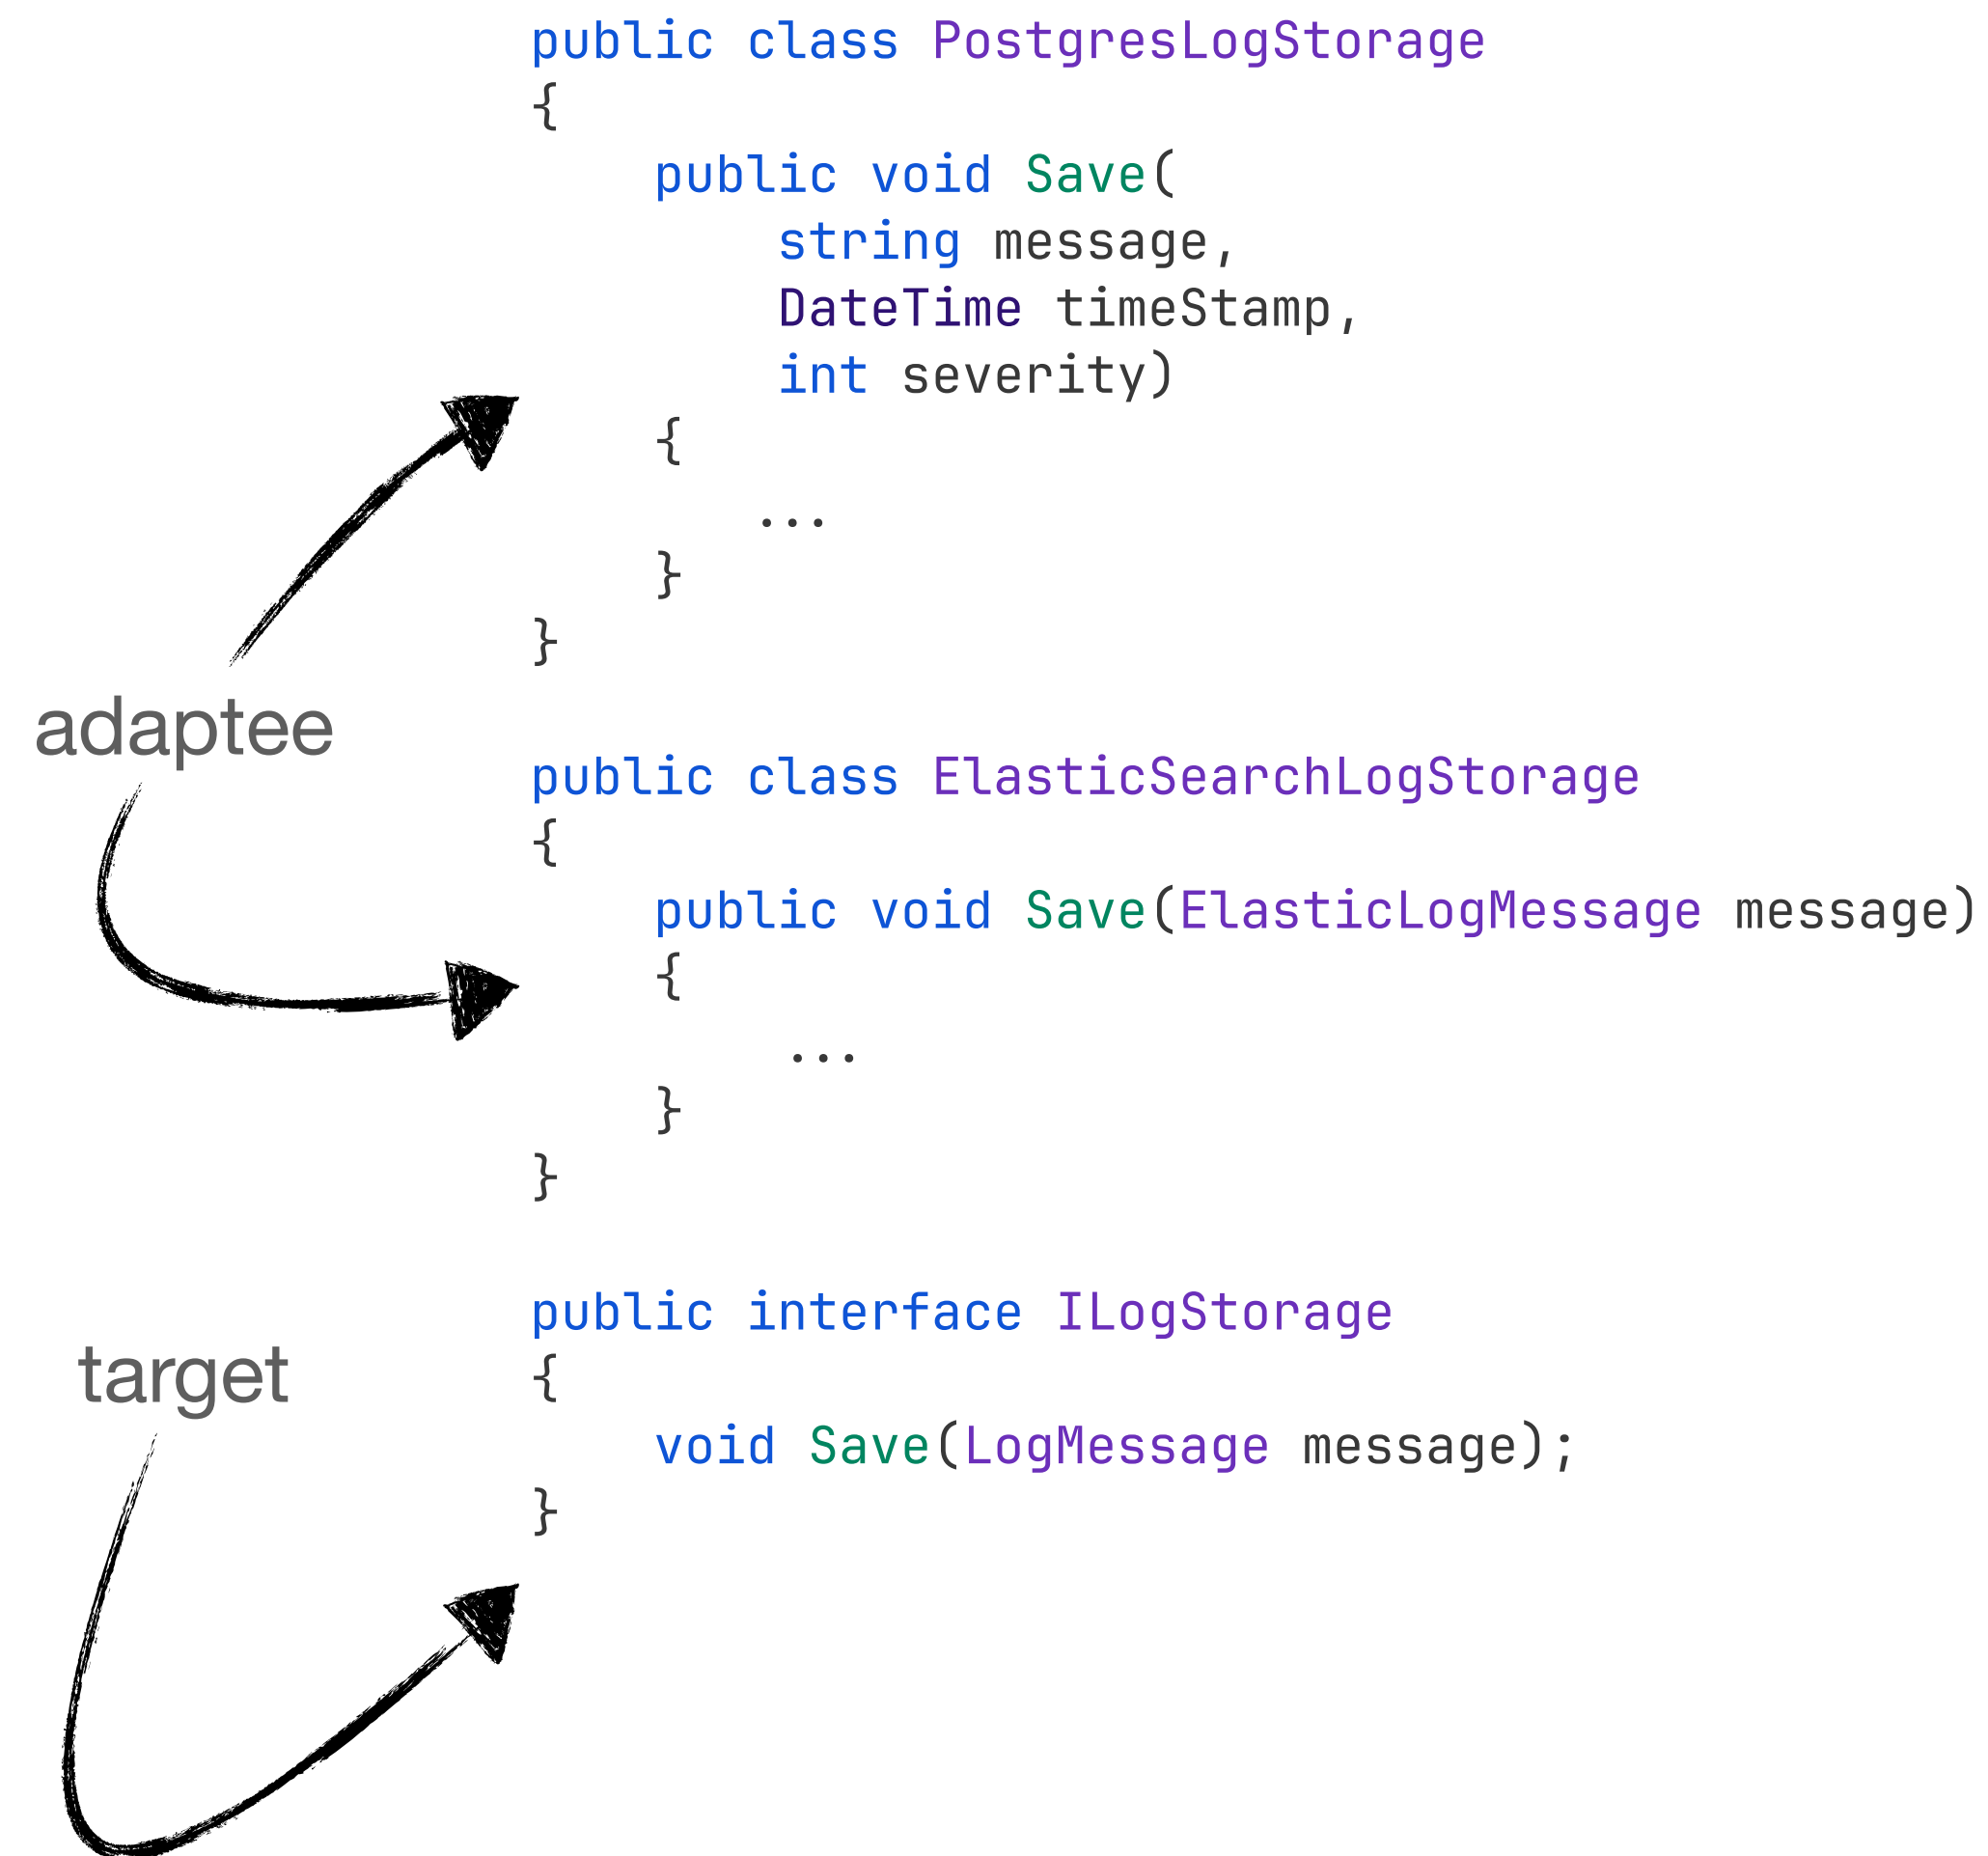 public class PostgresLogStorage
{
    public void Save(
        string message,
        DateTime timeStamp,
        int severity)
    {
        ...
    }
}
adaptee
public class ElasticSearchLogStorage
{
    public void Save(ElasticLogMessage message)
    {
        ...
    }
}
public interface ILogStorage
target
{
    void Save(LogMessage message);
}